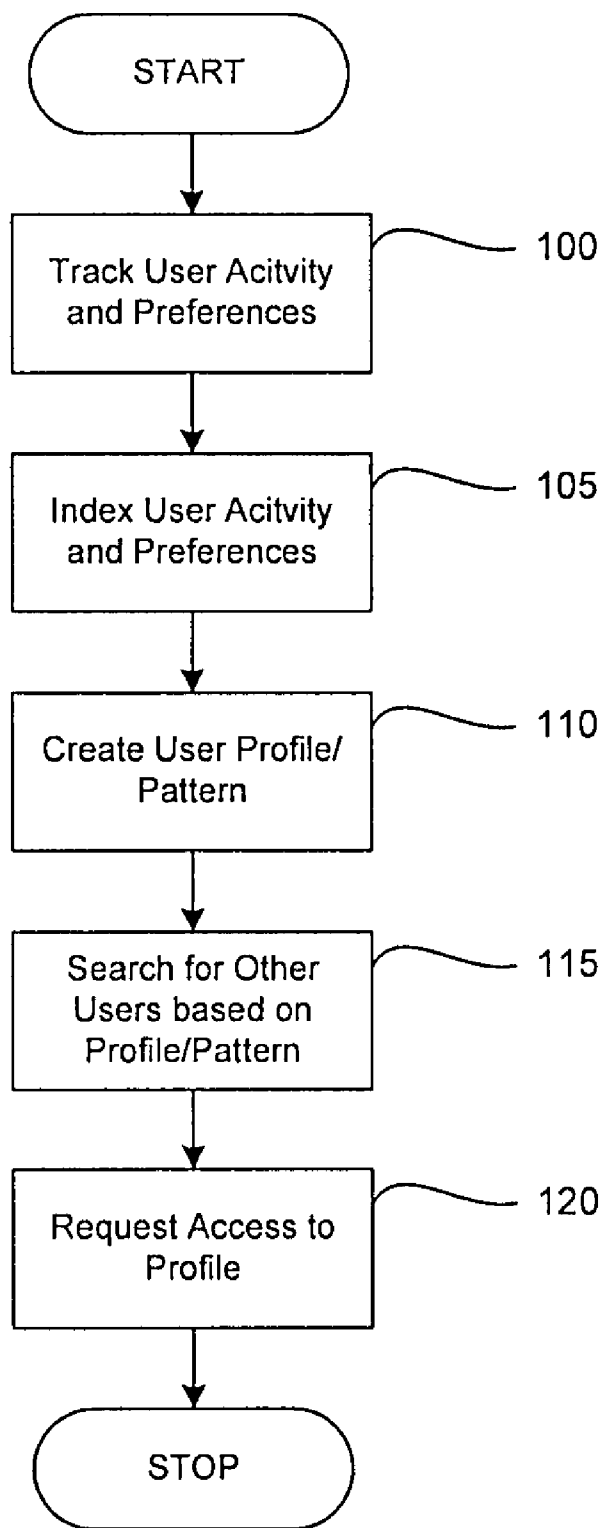 START
Track User Acitvity
and Preferences
100
Index User Acitvity
and Preferences
105
Create User Profile/
Pattern
110
Search for Other
Users based on
Profile/Pattern
115
Request Access to
Profile
120
STOP